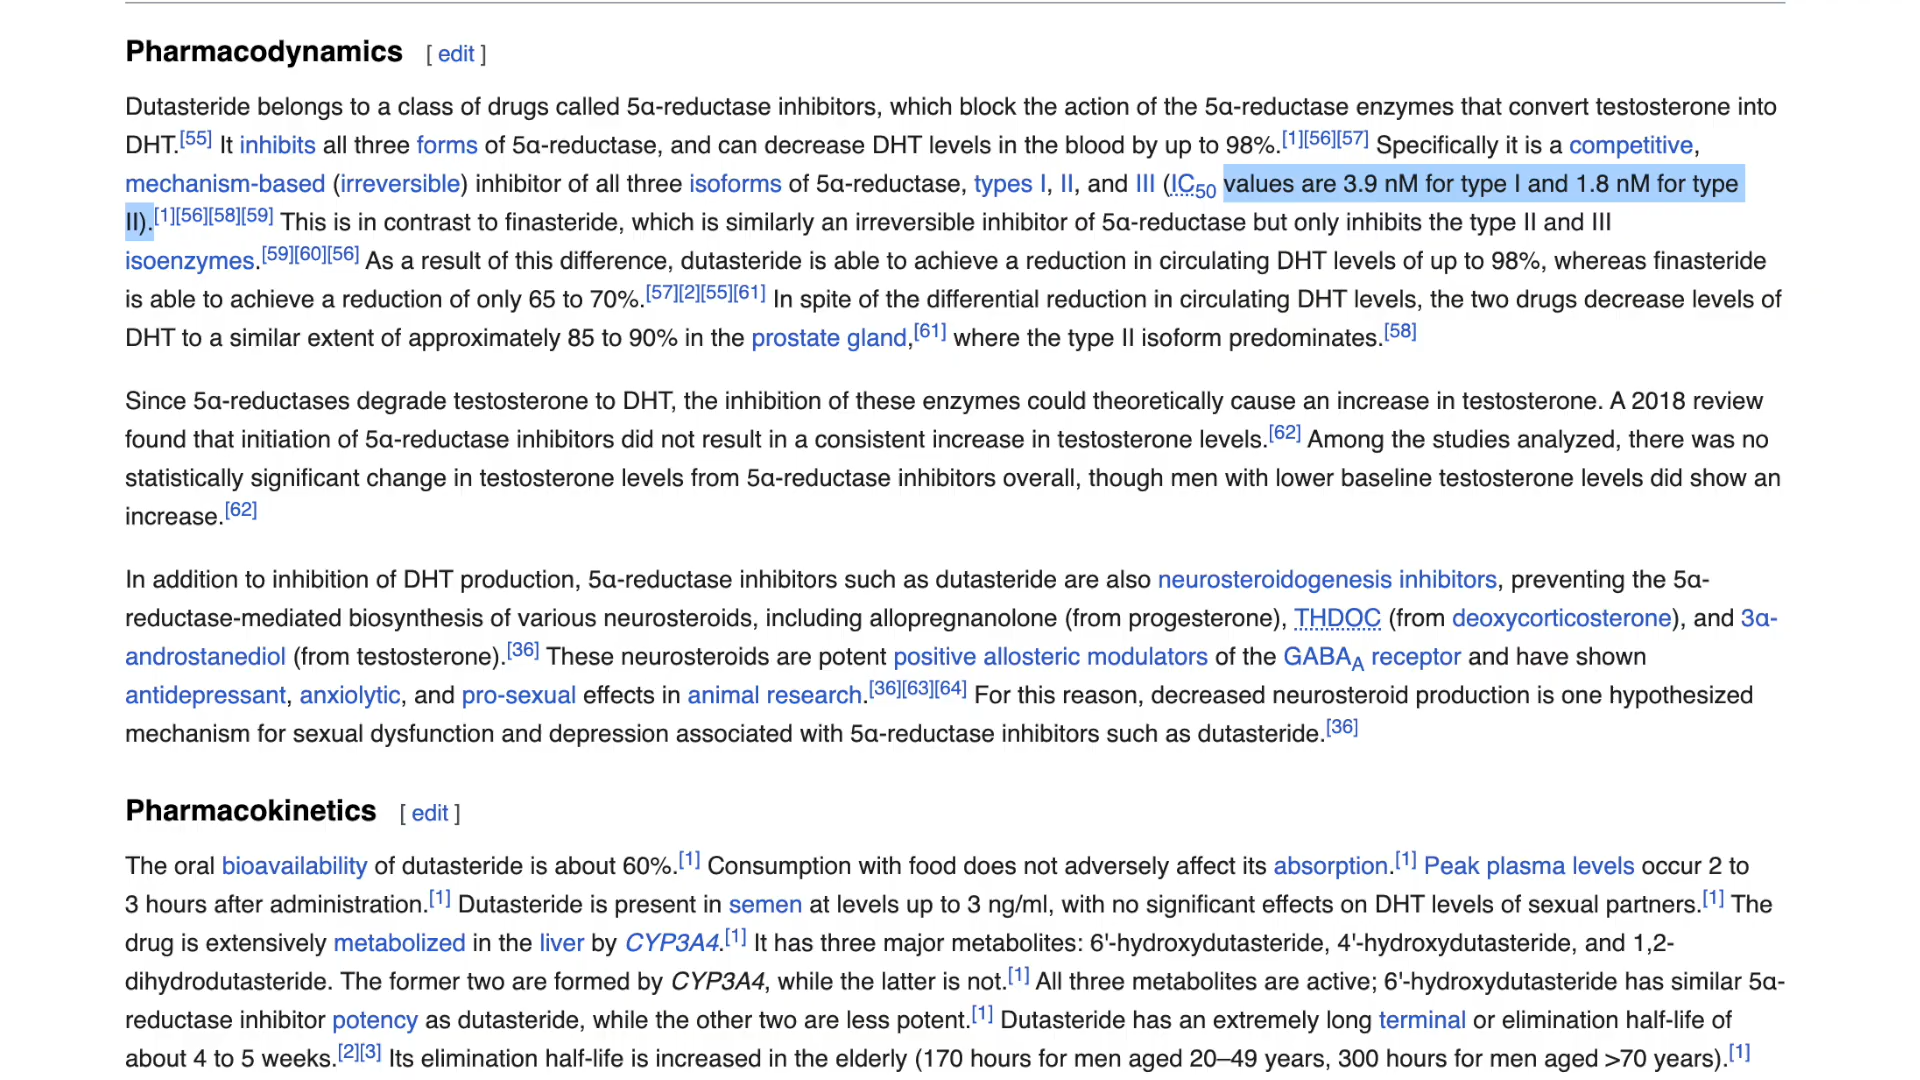 Pharmacodynamics [ edit ]
Dutasteride belongs to a class of drugs called 5α-reductase inhibitors, which block the action of the 5α-reductase enzymes that convert testosterone into
DHT.[55] It inhibits all three forms of 5α-reductase, and can decrease DHT levels in the blood by up to 98%.[1][56][57] Specifically it is a competitive,
mechanism-based (irreversible) inhibitor of all three isoforms of 5α-reductase, types I, II, and III (IC50 values are 3.9 nM for type I and 1.8 nM for type
II).[1][56][58][59] This is in contrast to finasteride, which is similarly an irreversible inhibitor of 5α-reductase but only inhibits the type II and III
isoenzymes.[59][60][56] As a result of this difference, dutasteride is able to achieve a reduction in circulating DHT levels of up to 98%, whereas finasteride
is able to achieve a reduction of only 65 to 70%.[57][2][55][61] In spite of the differential reduction in circulating DHT levels, the two drugs decrease levels of
DHT to a similar extent of approximately 85 to 90% in the prostate gland,[61] where the type II isoform predominates.[58]
Since 5α-reductases degrade testosterone to DHT, the inhibition of these enzymes could theoretically cause an increase in testosterone. A 2018 review
found that initiation of 5α-reductase inhibitors did not result in a consistent increase in testosterone levels.[62] Among the studies analyzed, there was no
statistically significant change in testosterone levels from 5α-reductase inhibitors overall, though men with lower baseline testosterone levels did show an
increase.[62]
In addition to inhibition of DHT production, 5α-reductase inhibitors such as dutasteride are also neurosteroidogenesis inhibitors, preventing the 5α-
reductase-mediated biosynthesis of various neurosteroids, including allopregnanolone (from progesterone), THDOC (from deoxycorticosterone), and 3α-
androstanediol (from testosterone).[36] These neurosteroids are potent positive allosteric modulators of the GABAA receptor and have shown
antidepressant, anxiolytic, and pro-sexual effects in animal research.[36][63][64] For this reason, decreased neurosteroid production is one hypothesized
mechanism for sexual dysfunction and depression associated with 5α-reductase inhibitors such as dutasteride.[36]
Pharmacokinetics [ edit ]
The oral bioavailability of dutasteride is about 60%.[1] Consumption with food does not adversely affect its absorption.[1] Peak plasma levels occur 2 to
3 hours after administration.[1] Dutasteride is present in semen at levels up to 3 ng/ml, with no significant effects on DHT levels of sexual partners.[1] The
drug is extensively metabolized in the liver by CYP3A4.[1] It has three major metabolites: 6'-hydroxydutasteride, 4'-hydroxydutasteride, and 1,2-
dihydrodutasteride. The former two are formed by CYP3A4, while the latter is not.[1] All three metabolites are active; 6'-hydroxydutasteride has similar 5α-
reductase inhibitor potency as dutasteride, while the other two are less potent.[1] Dutasteride has an extremely long terminal or elimination half-life of
about 4 to 5 weeks.[2][3] Its elimination half-life is increased in the elderly (170 hours for men aged 20–49 years, 300 hours for men aged >70 years).[1]